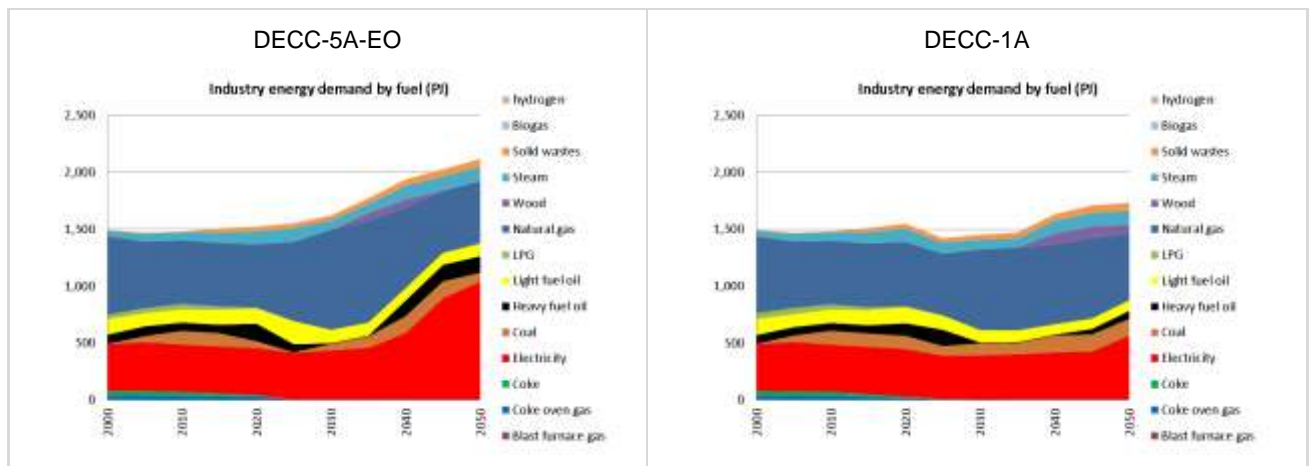 DECC-5A-EO
Industry energy demand by fuel (PJ)
2,500
2,000
1,500
1,000
500
0
2000
2010
2020
2030
2040
2050
hydrogen
Biogas
Solid wastes
Steam
Wood
Natural gas
LPG
Light fuel oil
Heavy fuel oil
Coal
Electricity
Coke
Coke oven gas
Blast furnace gas
DECC-1A
Industry energy demand by fuel (PJ)
2,500
2,000
1,500
1,000
500
0
2000
2010
2020
2030
2040
2050
hydrogen
Biogas
Solid wastes
Steam
Wood
Natural gas
LPG
Light fuel oil
Heavy fuel oil
Coal
Electricity
Coke
Coke oven gas
Blast furnace gas